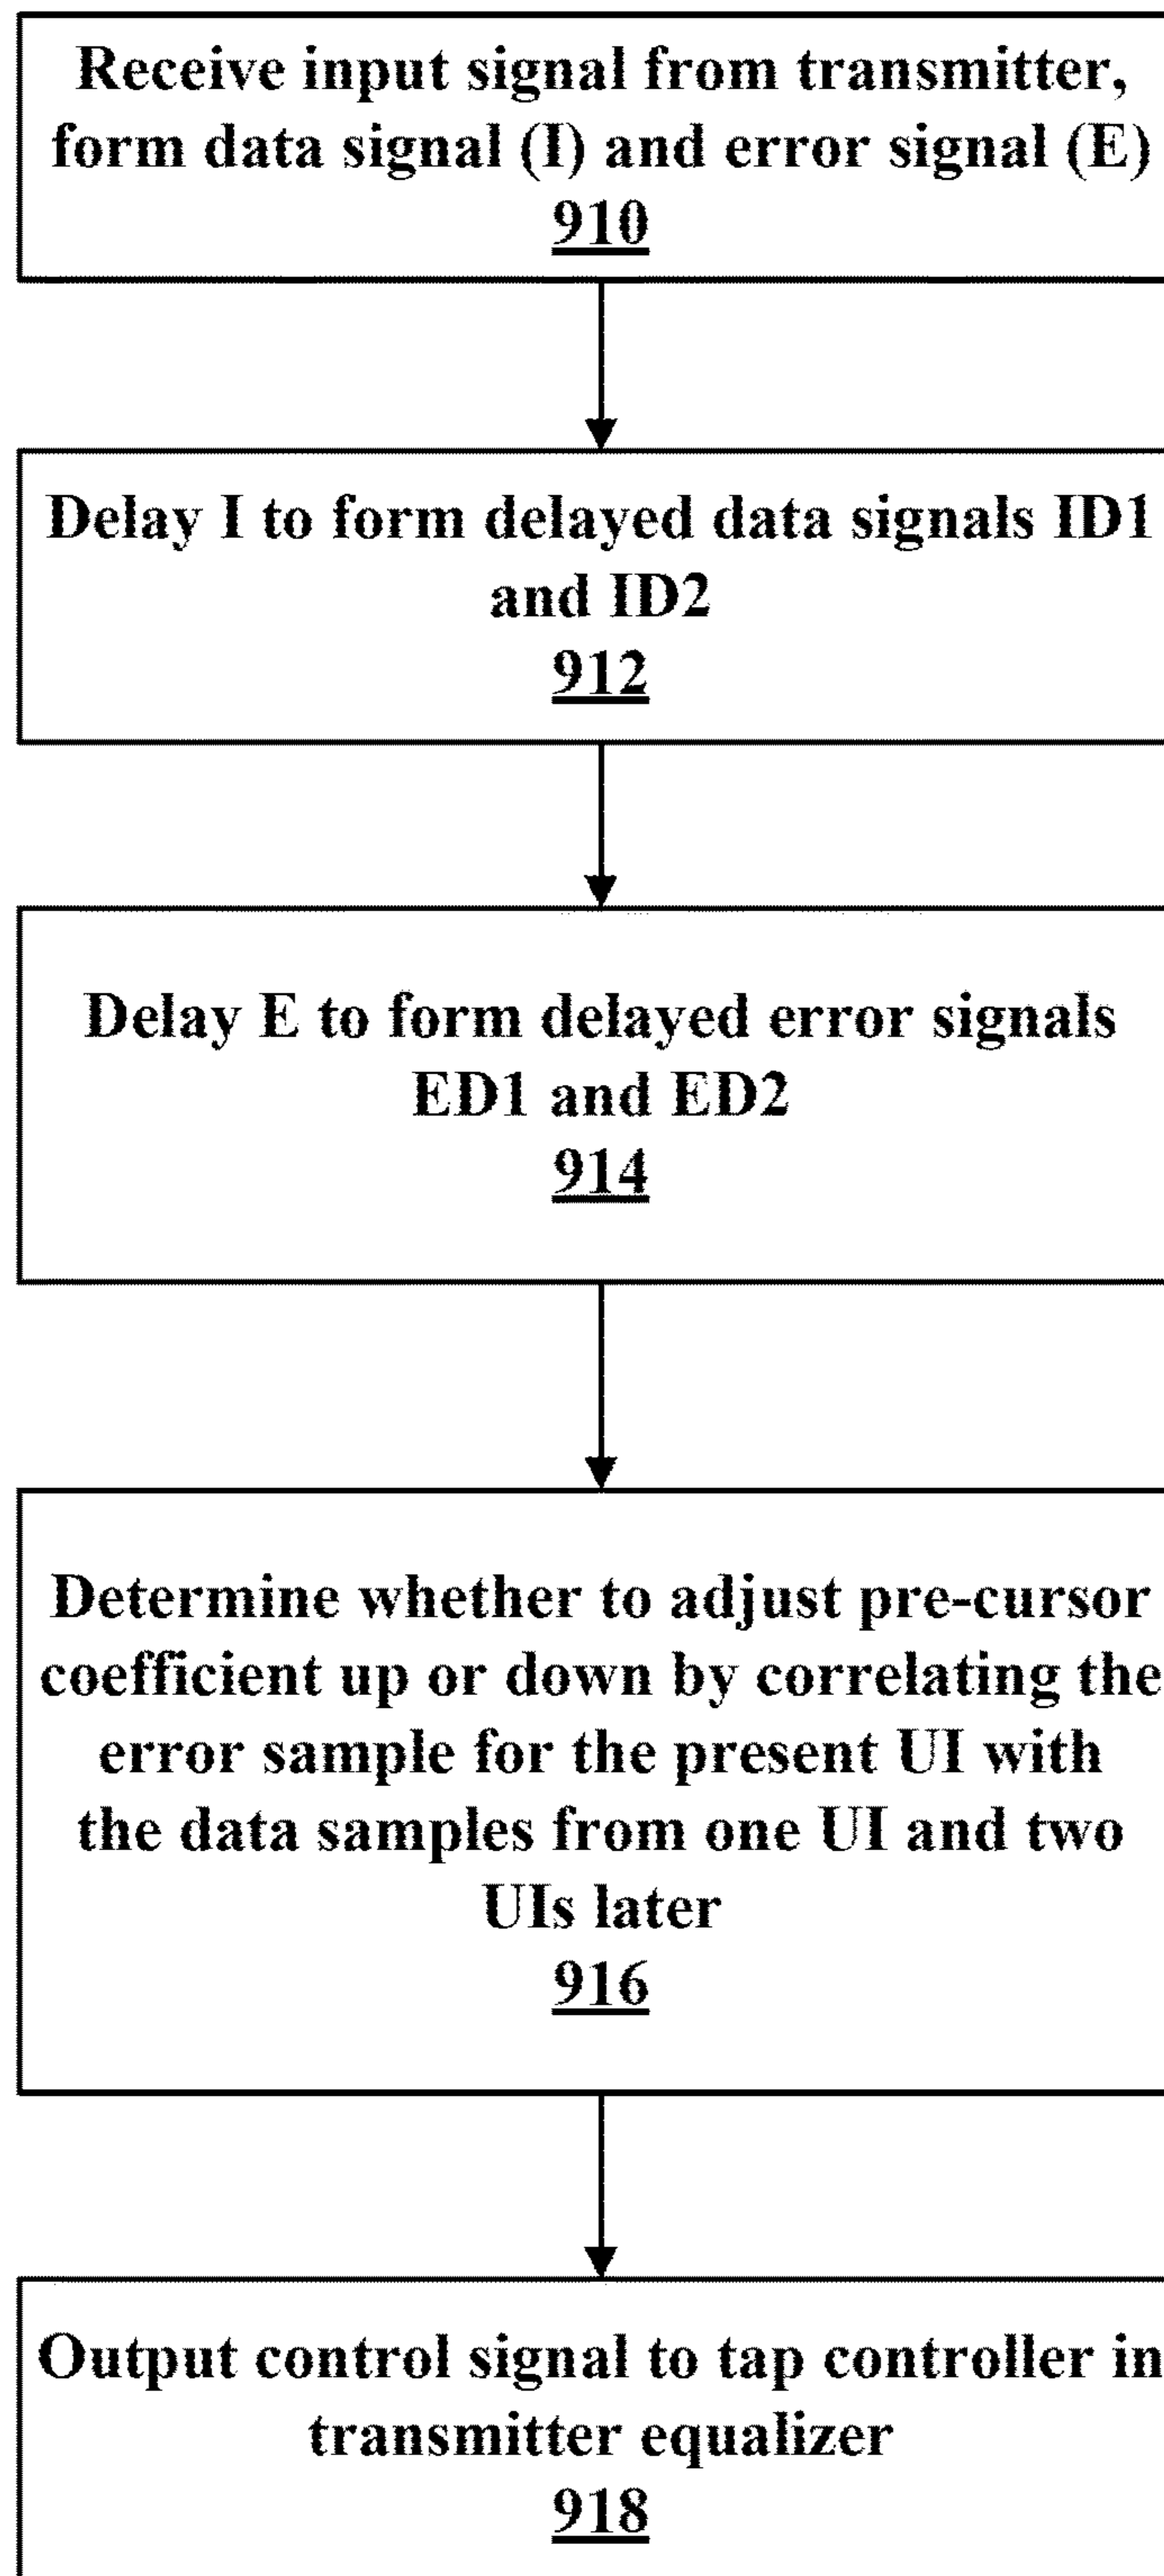 Receive input signal from transmitter,
form data signal (I) and error signal (E)
910
Delay I to form delayed data signals ID1
and ID2
912
Delay E to form delayed error signals
ED1 and ED2
914
Determine whether to adjust pre-cursor
coefficient up or down by correlating the
error sample for the present UI with
the data samples from one UI and two
UIs later
916
Output control signal to tap controller in
transmitter equalizer
918